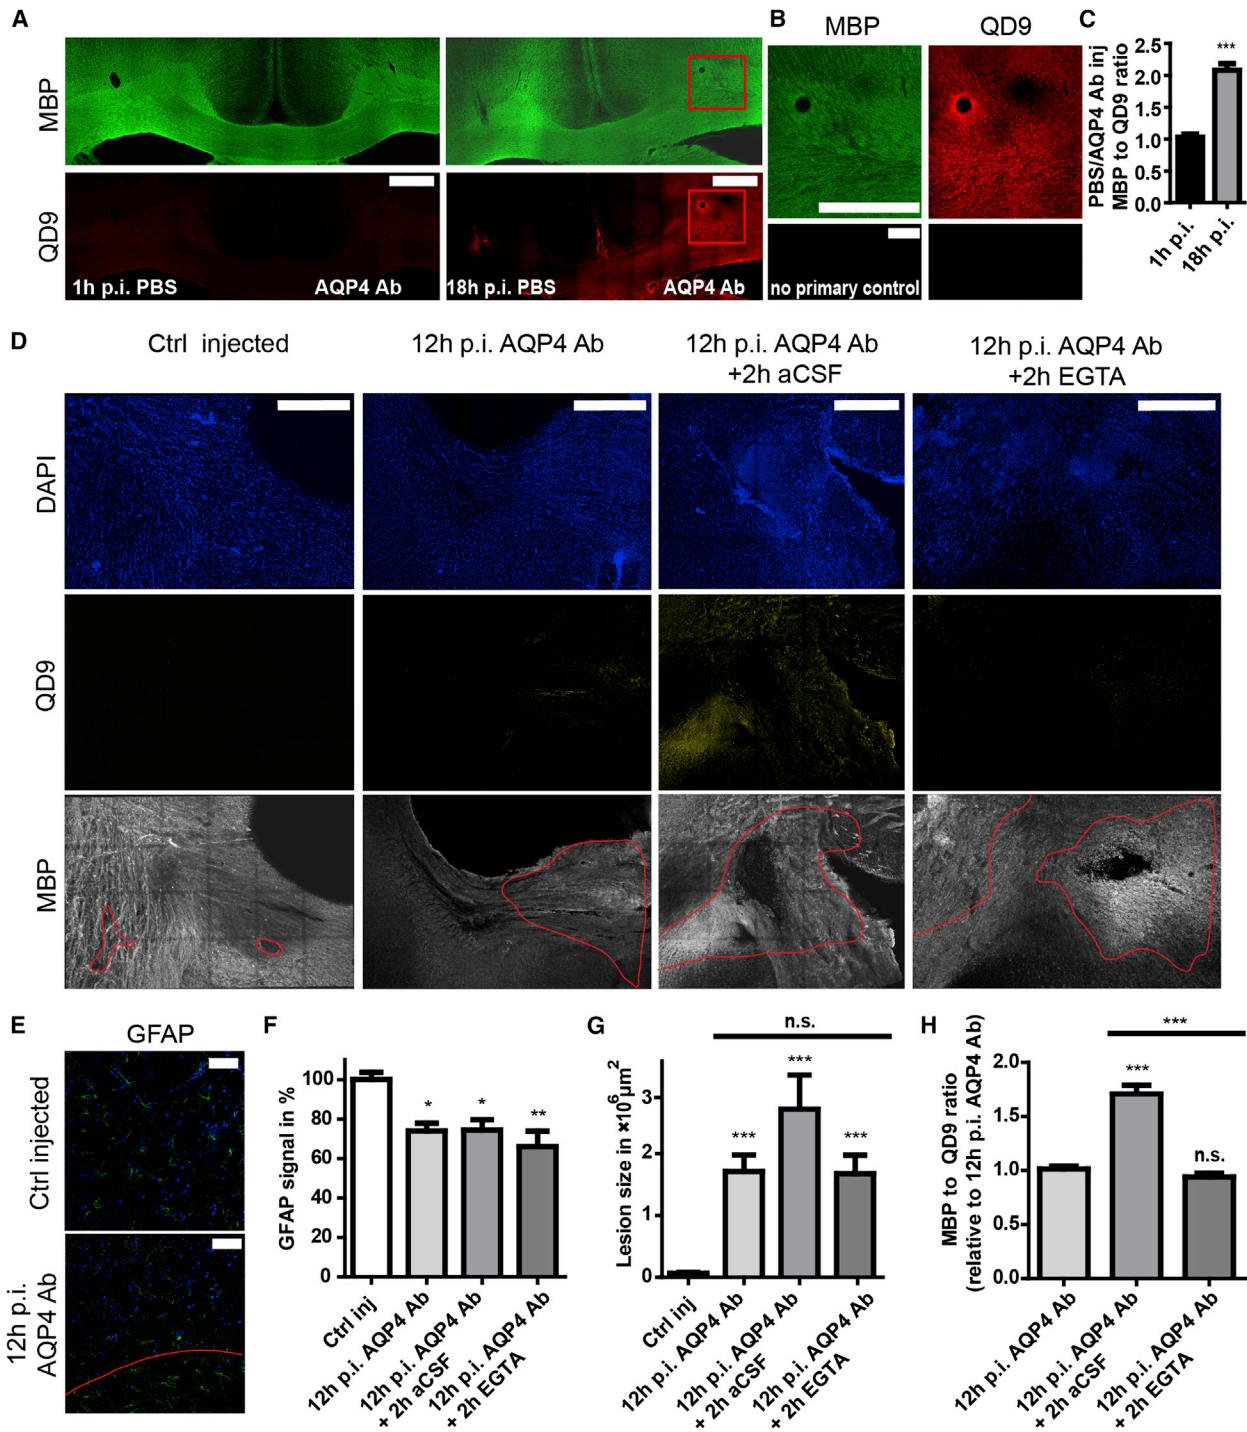 A
MBP
QD9
1h p.i. PBS
AQP4 Ab
18h p.i. PBS
AQP4 Ab
B
MBP
QD9
no primary control
C
PBS/AQP4 Ab inj
MBP to QD9 ratio
2.5
2.0
1.5
1.0
0.5
0.0
***
1h p.i.
18h p.i.
D
Ctrl injected
12h p.i. AQP4 Ab
12h p.i. AQP4 Ab
+2h aCSF
12h p.i. AQP4 Ab
+2h EGTA
DAPI
QD9
MBP
E
GFAP
Ctrl injected
12h p.i.
AQP4 Ab
F
GFAP signal in %
100
80
60
40
20
0
*
*
**
Ctrl inj
12h p.i. AQP4 Ab
12h p.i. AQP4 Ab
+ 2h aCSF
12h p.i. AQP4 Ab
+ 2h EGTA
G
n.s.
Lesion size in ×10⁶µm²
3
2
1
0
***
***
***
Ctrl inj
12h p.i. AQP4 Ab
12h p.i. AQP4 Ab
+ 2h aCSF
12h p.i. AQP4 Ab
+ 2h EGTA
H
***
MBP to QD9 ratio
(relative to 12h p.i. AQP4 Ab)
2.0
1.5
1.0
0.5
0.0
***
n.s.
12h p.i. AQP4 Ab
12h p.i. AQP4 Ab
+ 2h aCSF
12h p.i. AQP4 Ab
+ 2h EGTA